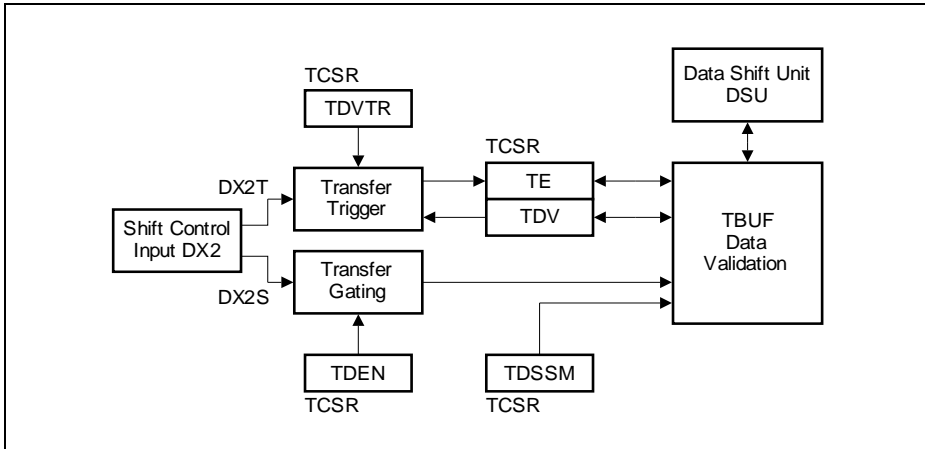 TCSR
TDVTR
Data Shift Unit
DSU
TCSR
DX2T
Transfer
Trigger
TE
TDV
Shift Control
Input DX2
TBUF
Data
Validation
DX2S
Transfer
Gating
TDEN
TCSR
TDSSM
TCSR